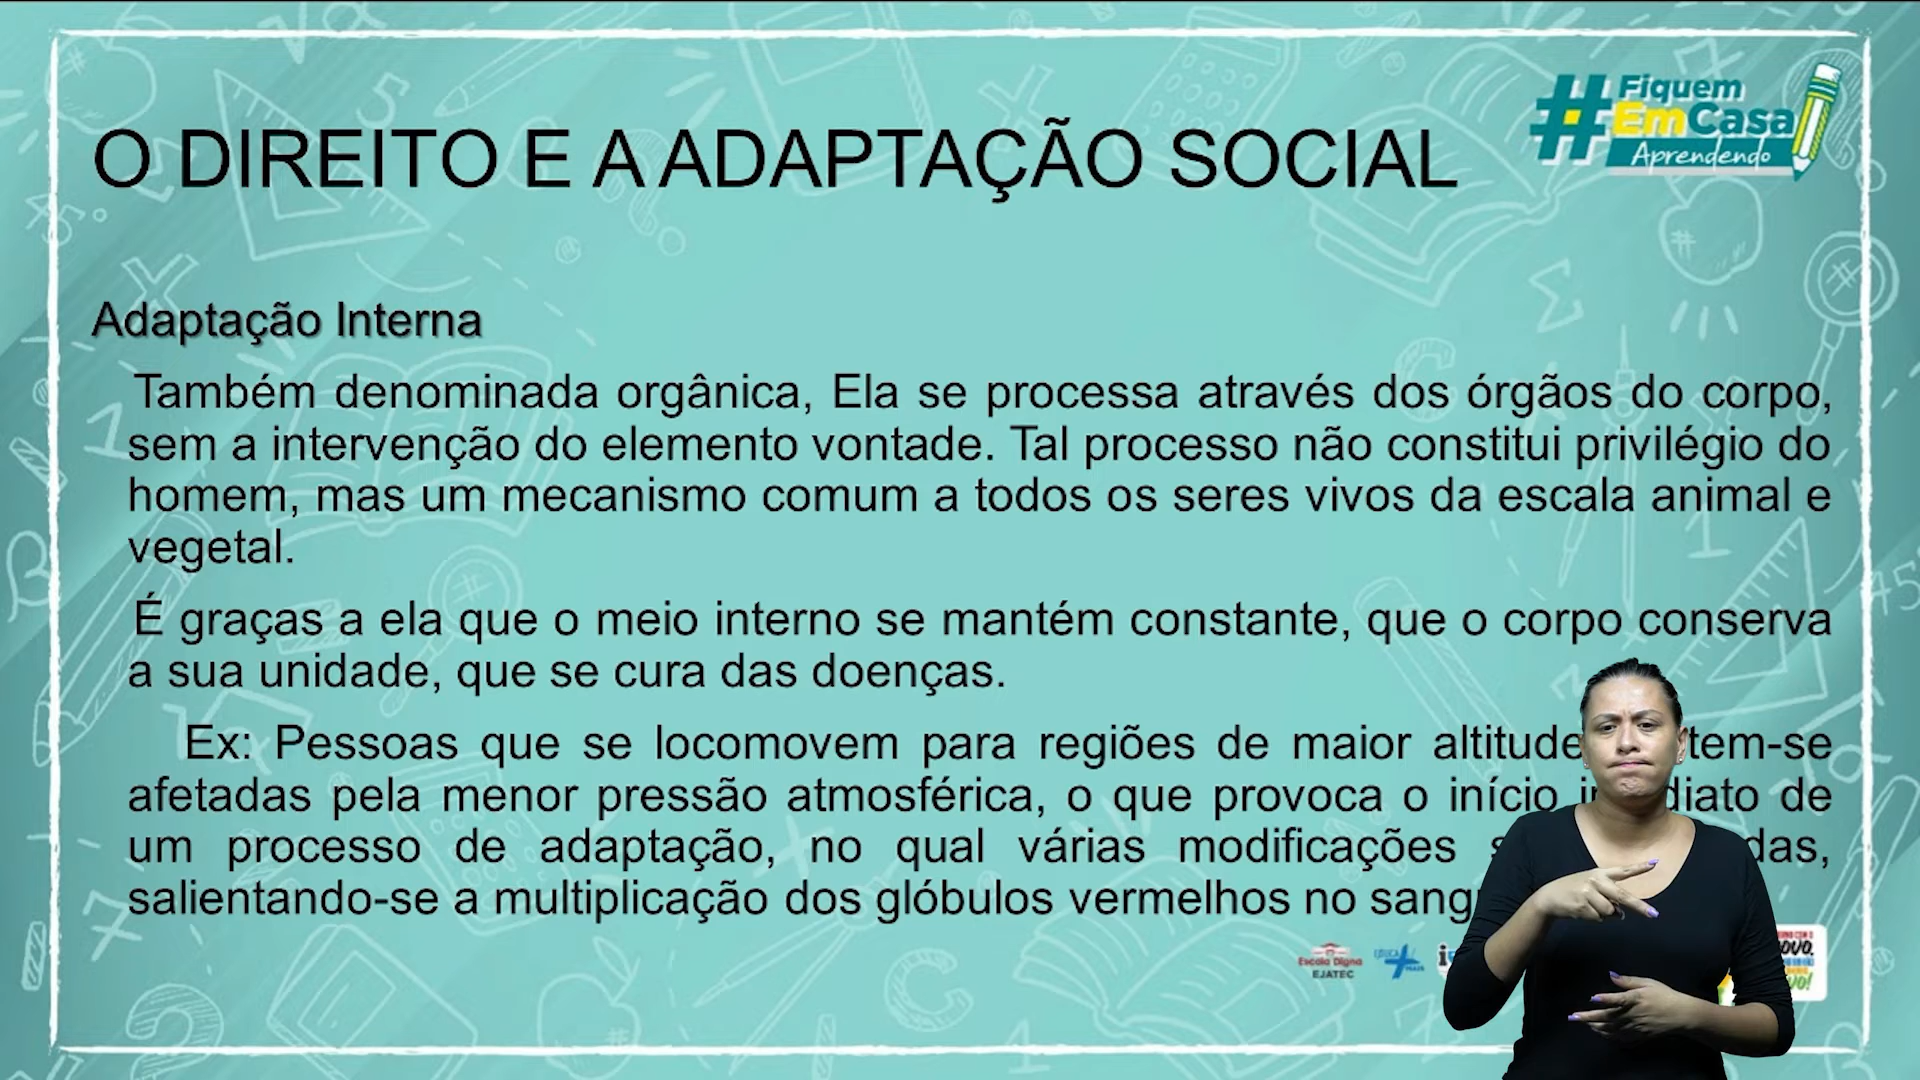 #Fiquem
EmCasa
Aprendendo
O DIREITO E A ADAPTAÇÃO SOCIAL
Adaptação Interna
Também denominada orgânica, Ela se processa através dos órgãos do corpo,
sem a intervenção do elemento vontade. Tal processo não constitui privilégio do
homem, mas um mecanismo comum a todos os seres vivos da escala animal e
vegetal.
É graças a ela que o meio interno se mantém constante, que o corpo conserva
a sua unidade, que se cura das doenças.
Ex: Pessoas que se locomovem para regiões de maior altitude
afetadas pela menor pressão atmosférica, o que provoca o início de
um processo de adaptação, no qual várias modificações
salientando-se a multiplicação dos glóbulos vermelhos no
Escola Digna
EJATEC